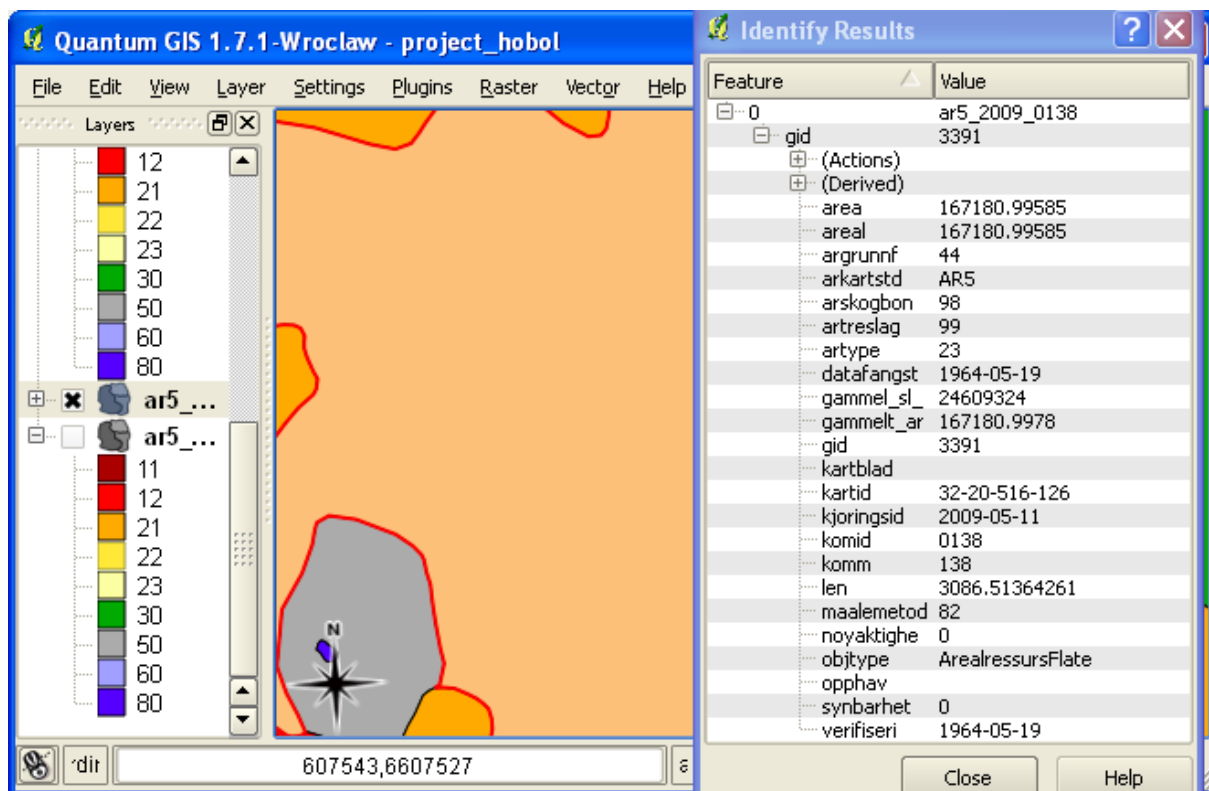 Quantum GIS 1.7.1-Wroclaw - project_hobol
File Edit View Layer Settings Plugins Raster Vector Help
Layers
12
21
22
23
30
50
60
80
ar5_...
ar5_...
11
12
21
22
23
30
50
60
80
N
607543,6607527
Identify Results
Feature Value
0 ar5_2009_0138
gid 3391
(Actions)
(Derived)
area 167180.99585
areal 167180.99585
argrunnf 44
arkartstd AR5
arskogbon 98
artreslag 99
artype 23
datafangst 1964-05-19
gammel_sl_ 24609324
gammelt_ar 167180.9978
gid 3391
kartblad
kartid 32-20-516-126
kjoringsid 2009-05-11
komid 0138
komm 138
len 3086.51364261
maalemetod 82
noyaktighe 0
objtype ArealressursFlate
opphav
synbarhet 0
verifiseri 1964-05-19
Close Help